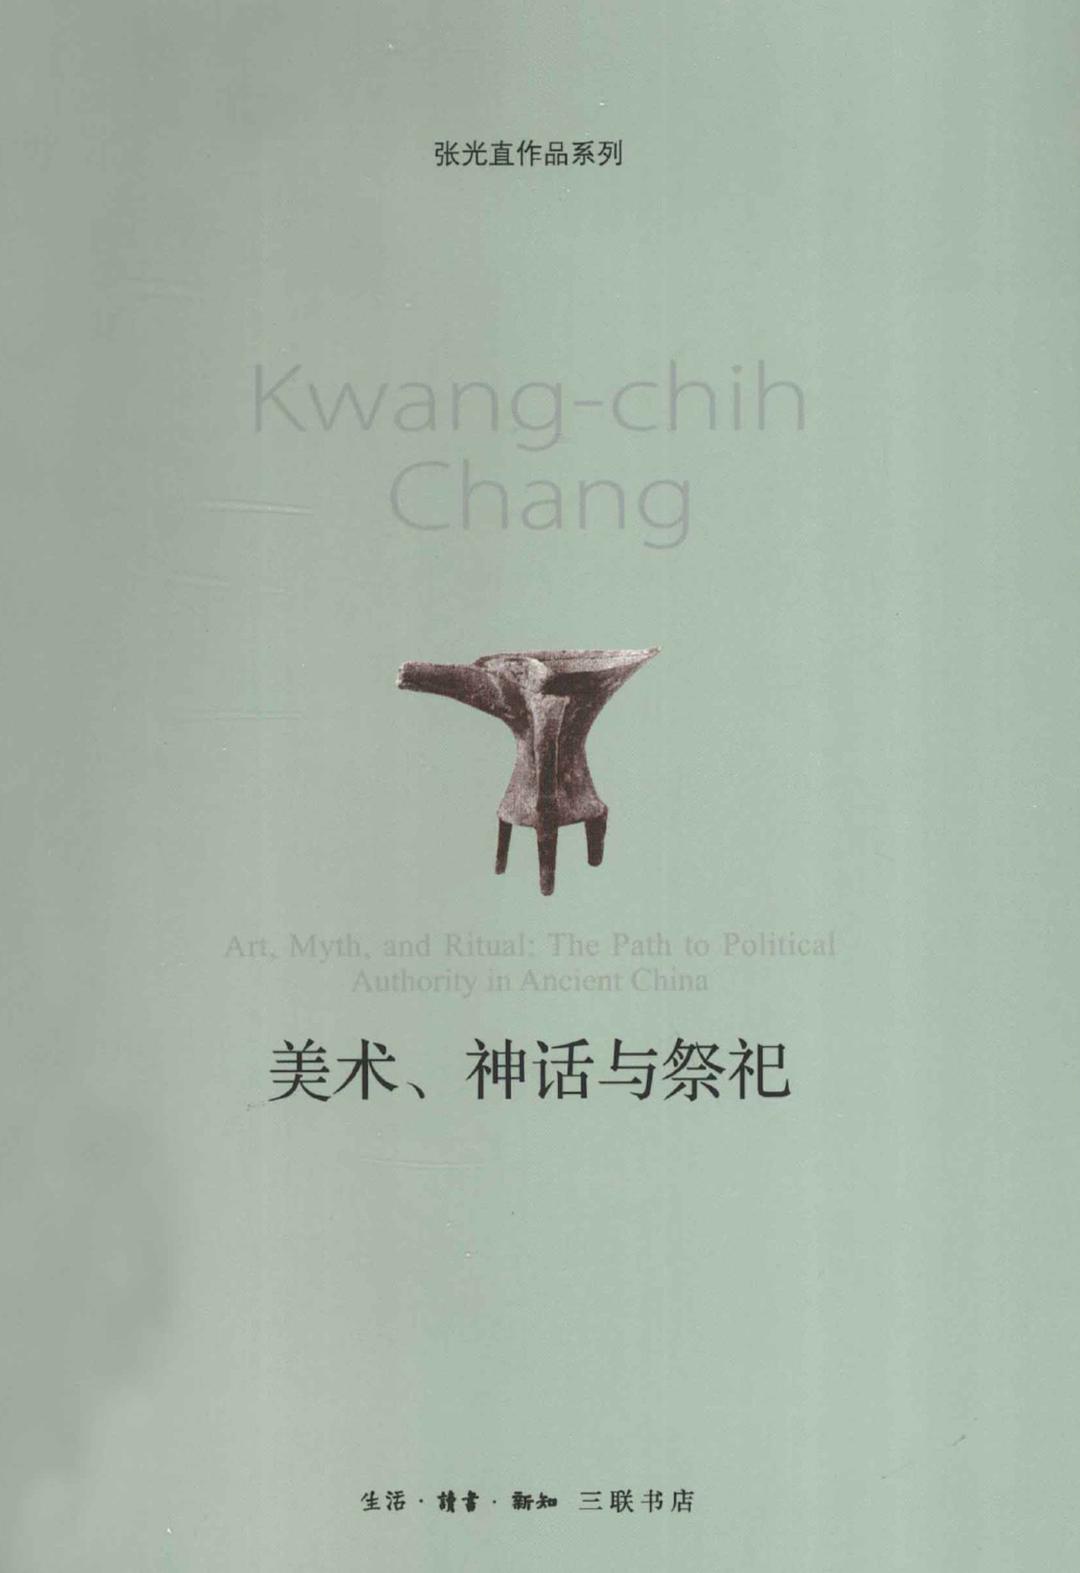 张光直作品系列
Kwang-chih
Chang
Art, Myth, and Ritual: The Path to Political
Authority in Ancient China
美术、神话与祭祀
生活·讀書·新知 三联书店